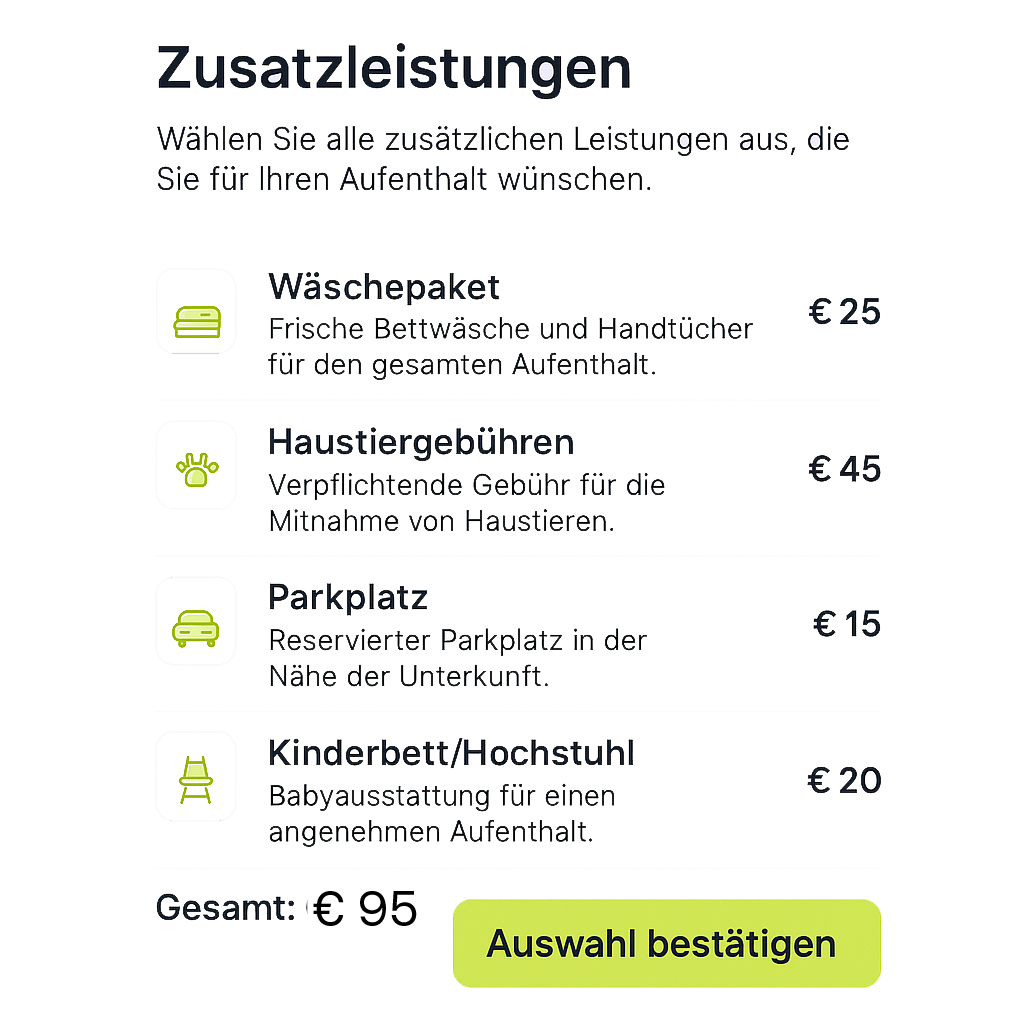 Zusatzleistungen
Wählen Sie alle zusätzlichen Leistungen aus, die
Sie für Ihren Aufenthalt wünschen.
Wäschepaket
Frische Bettwäsche und Handtücher
für den gesamten Aufenthalt.
€ 25
Haustiergebühren
Verpflichtende Gebühr für die
Mitnahme von Haustieren.
€ 45
Parkplatz
Reservierter Parkplatz in der
Nähe der Unterkunft.
€ 15
Kinderbett/Hochstuhl
Babyausstattung für einen
angenehmen Aufenthalt.
€ 20
Gesamt: € 95
Auswahl bestätigen